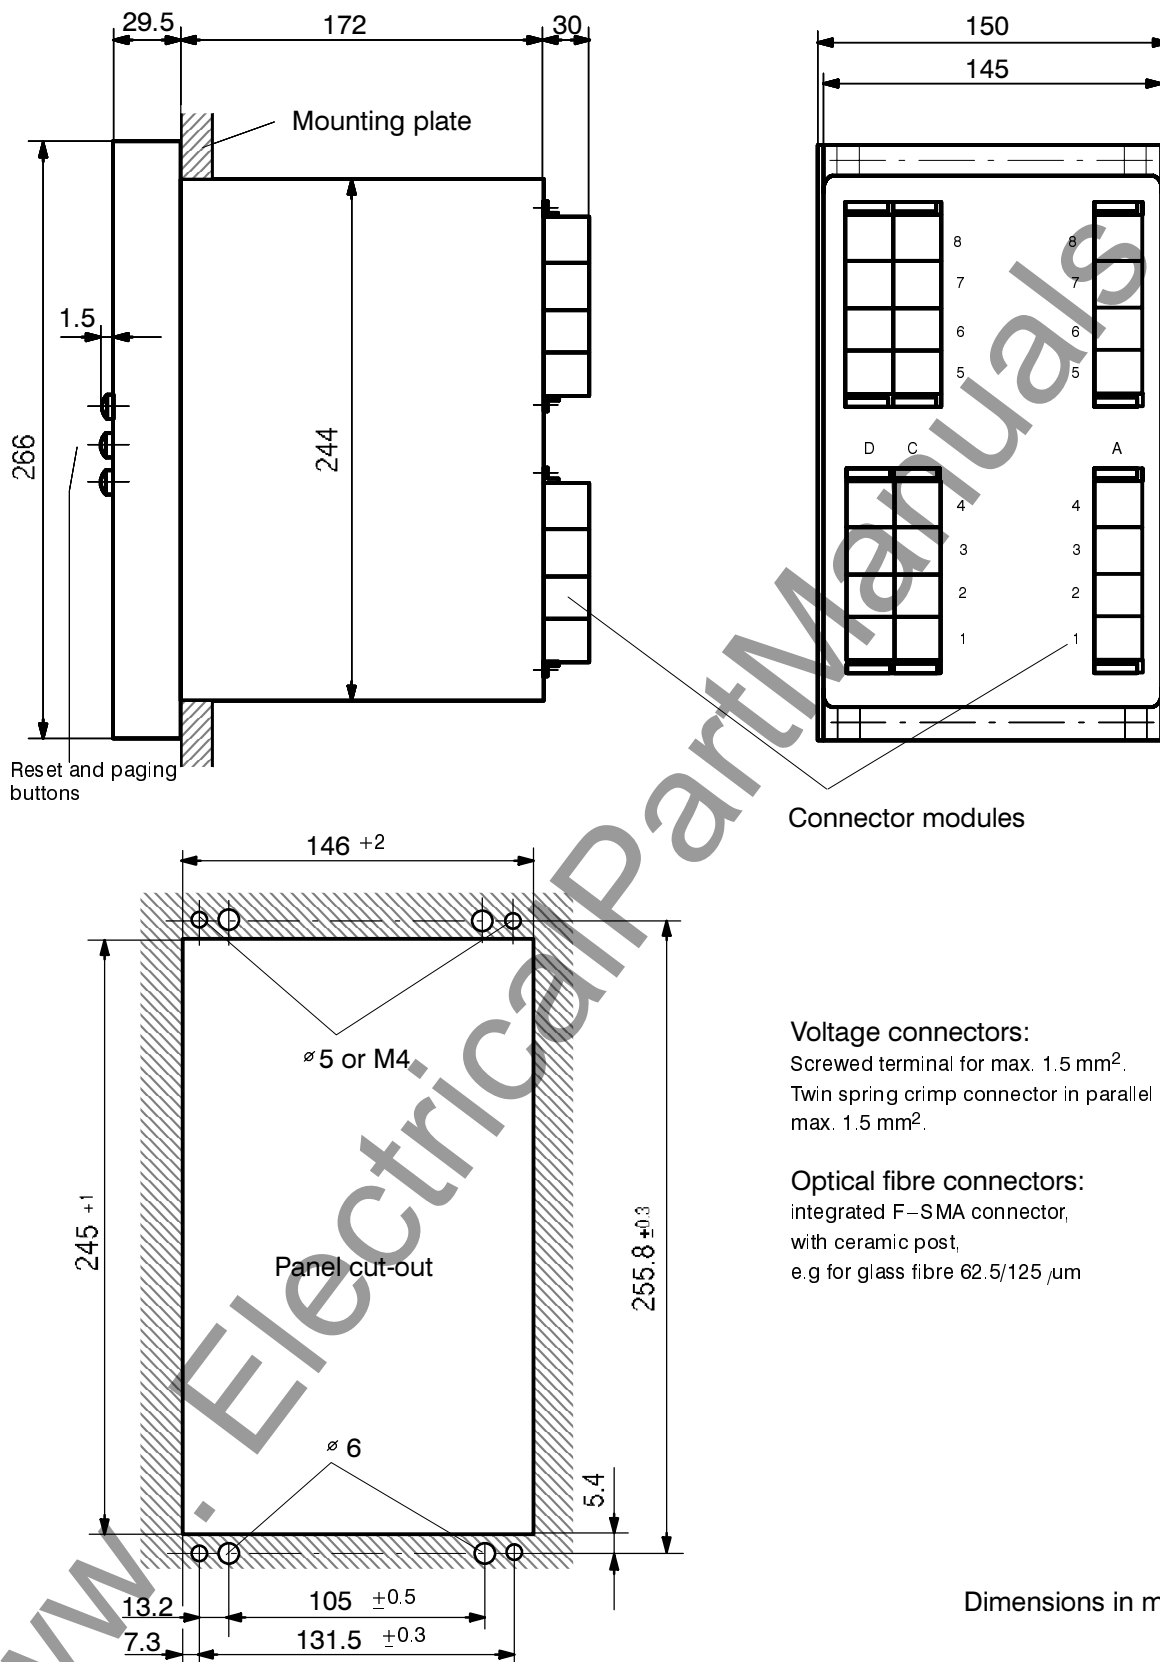 29.5
172
30
150
145
Mounting plate
1.5
266
244
8
7
6
5
8
7
6
5
D
C
A
4
3
2
1
4
3
2
1
Reset and paging
buttons
Connector modules
146 +2
⌀ 5 or M4
245 +1
Panel cut-out
255.8 ±0.3
Voltage connectors:
Screwed terminal for max. 1.5 mm².
Twin spring crimp connector in parallel
max. 1.5 mm².
Optical fibre connectors:
integrated F–SMA connector,
with ceramic post,
e.g for glass fibre 62.5/125 /um
⌀ 6
5.4
13.2
105 ±0.5
7.3
131.5 ±0.3
Dimensions in m
w . ElectricalPartManuals